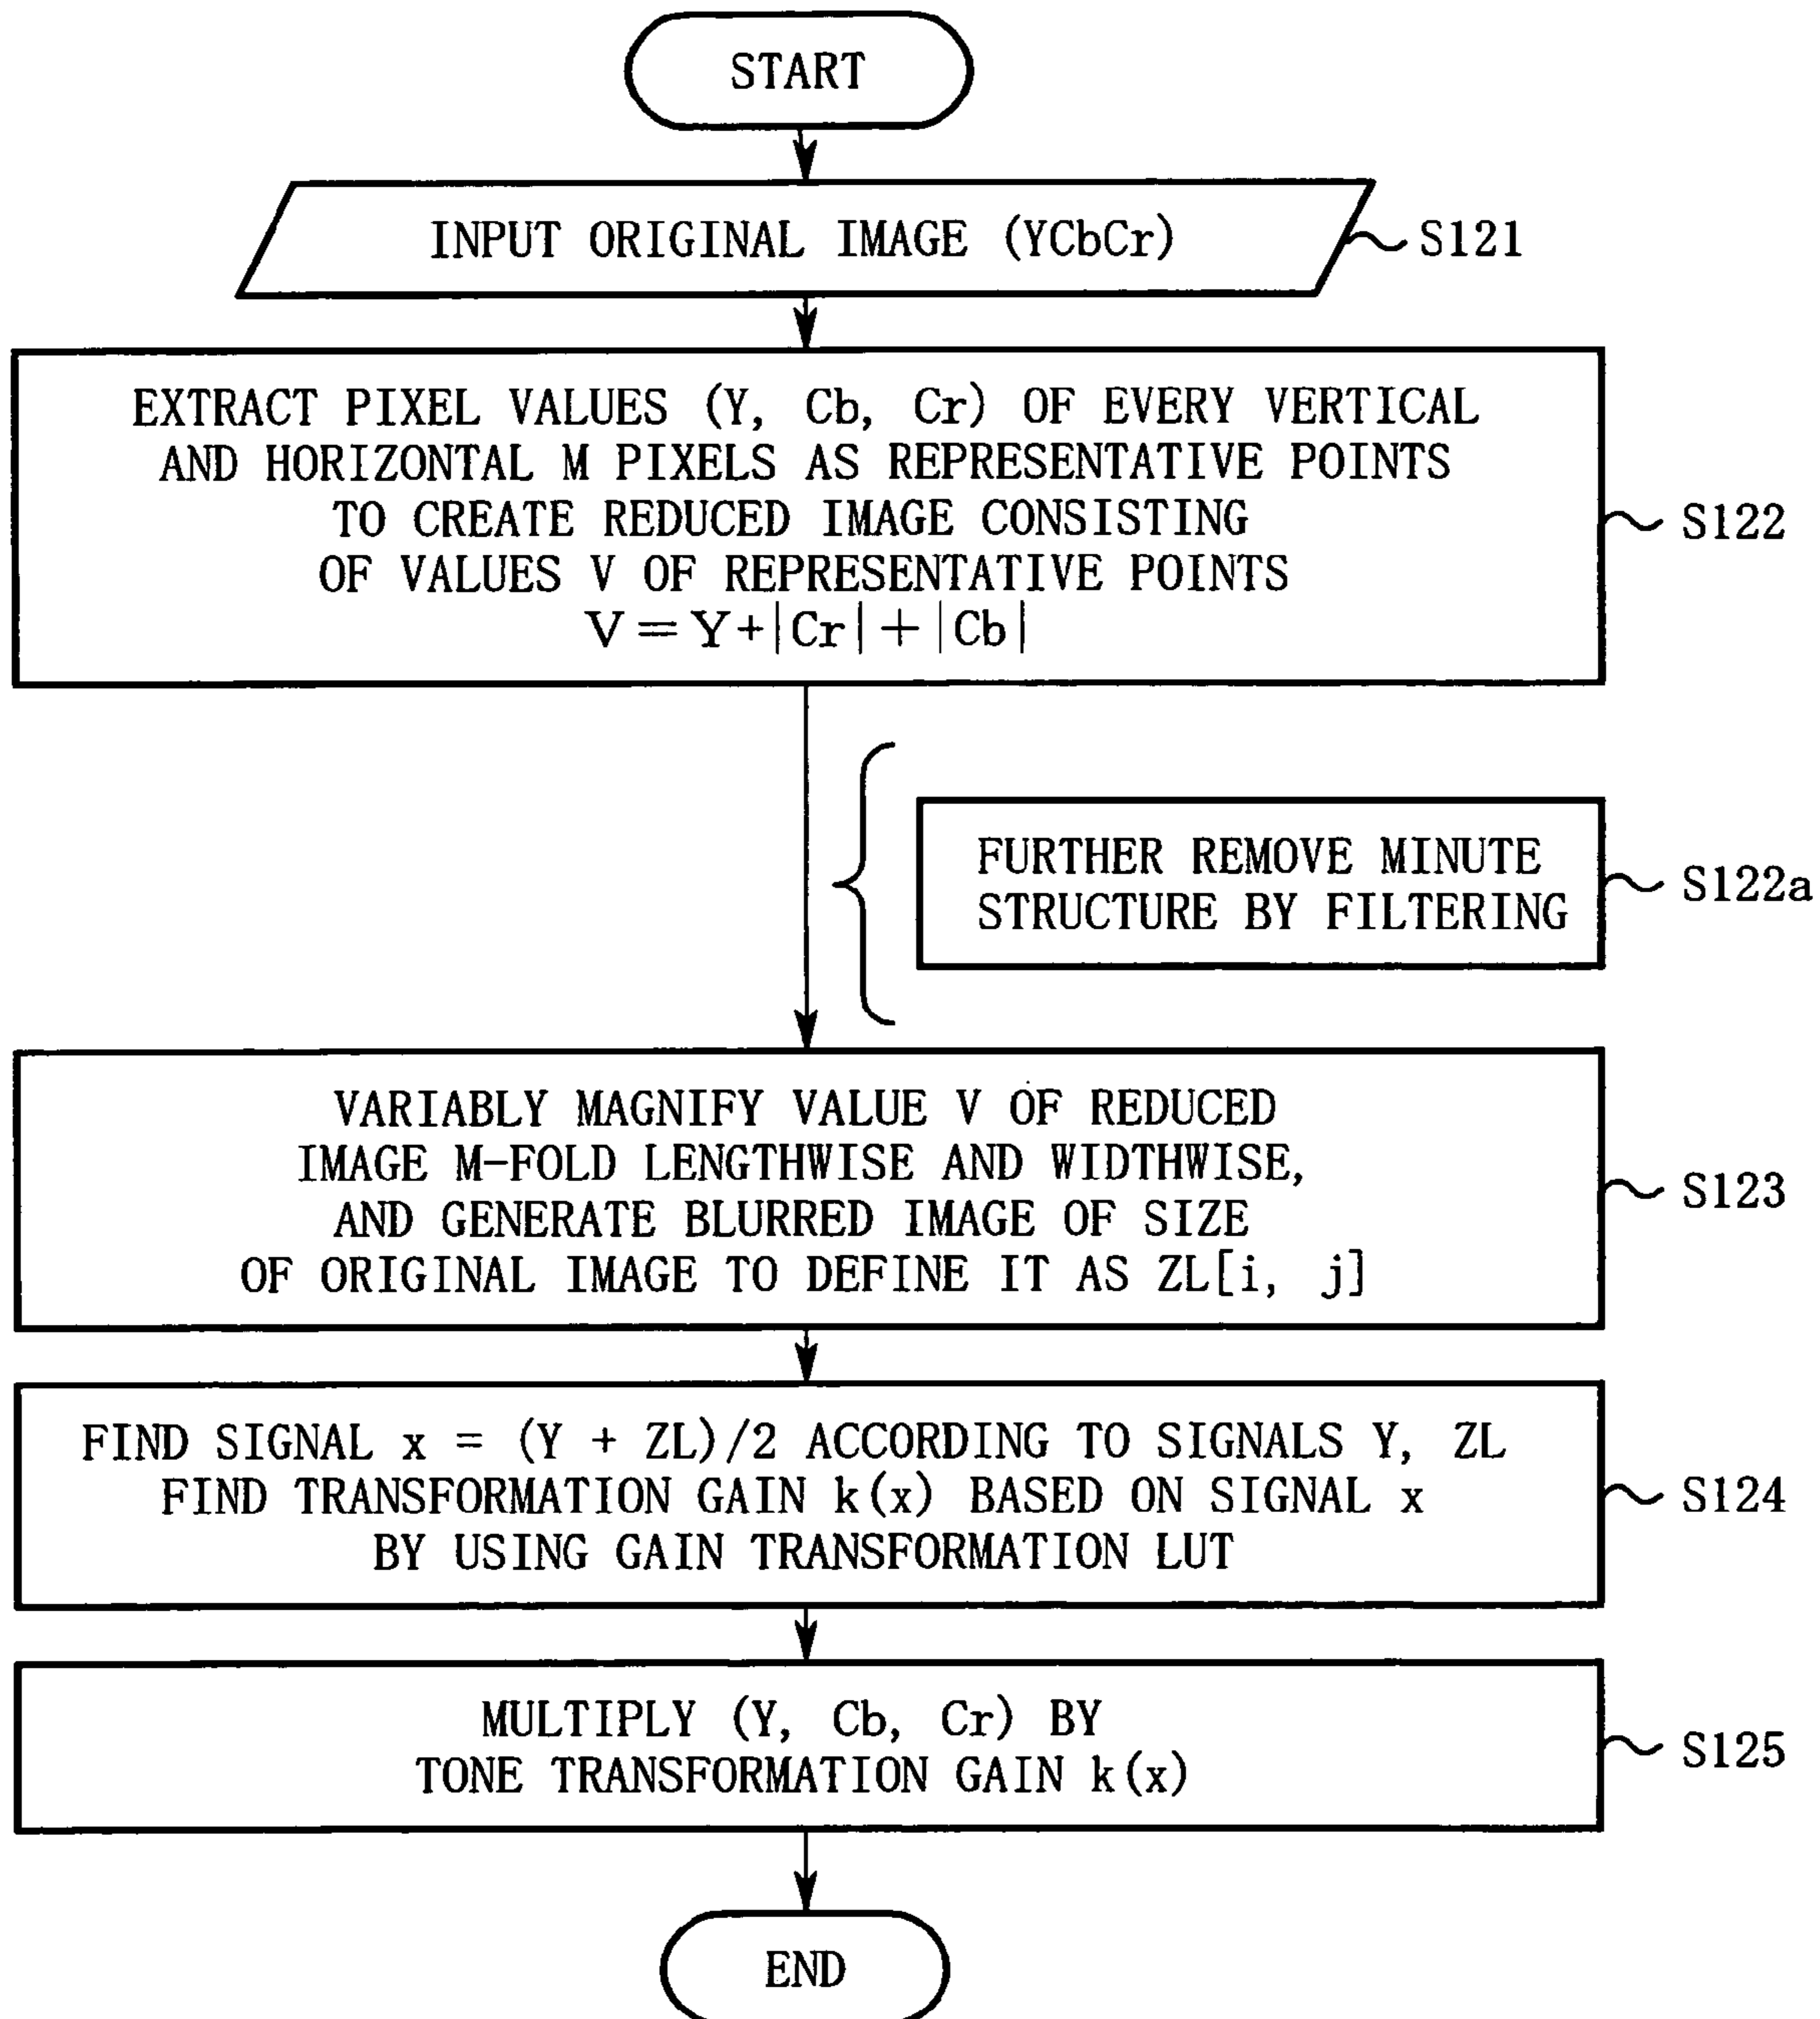 START
INPUT ORIGINAL IMAGE (YCbCr)
S121
EXTRACT PIXEL VALUES (Y, Cb, Cr) OF EVERY VERTICAL
AND HORIZONTAL M PIXELS AS REPRESENTATIVE POINTS
TO CREATE REDUCED IMAGE CONSISTING
OF VALUES V OF REPRESENTATIVE POINTS
V=Y+|Cr|+|Cb|
S122
FURTHER REMOVE MINUTE
STRUCTURE BY FILTERING
S122a
VARIABLY MAGNIFY VALUE V OF REDUCED
IMAGE M-FOLD LENGTHWISE AND WIDTHWISE,
AND GENERATE BLURRED IMAGE OF SIZE
OF ORIGINAL IMAGE TO DEFINE IT AS ZL[i, j]
S123
FIND SIGNAL x = (Y + ZL)/2 ACCORDING TO SIGNALS Y, ZL
FIND TRANSFORMATION GAIN k(x) BASED ON SIGNAL x
BY USING GAIN TRANSFORMATION LUT
S124
MULTIPLY (Y, Cb, Cr) BY
TONE TRANSFORMATION GAIN k(x)
S125
END